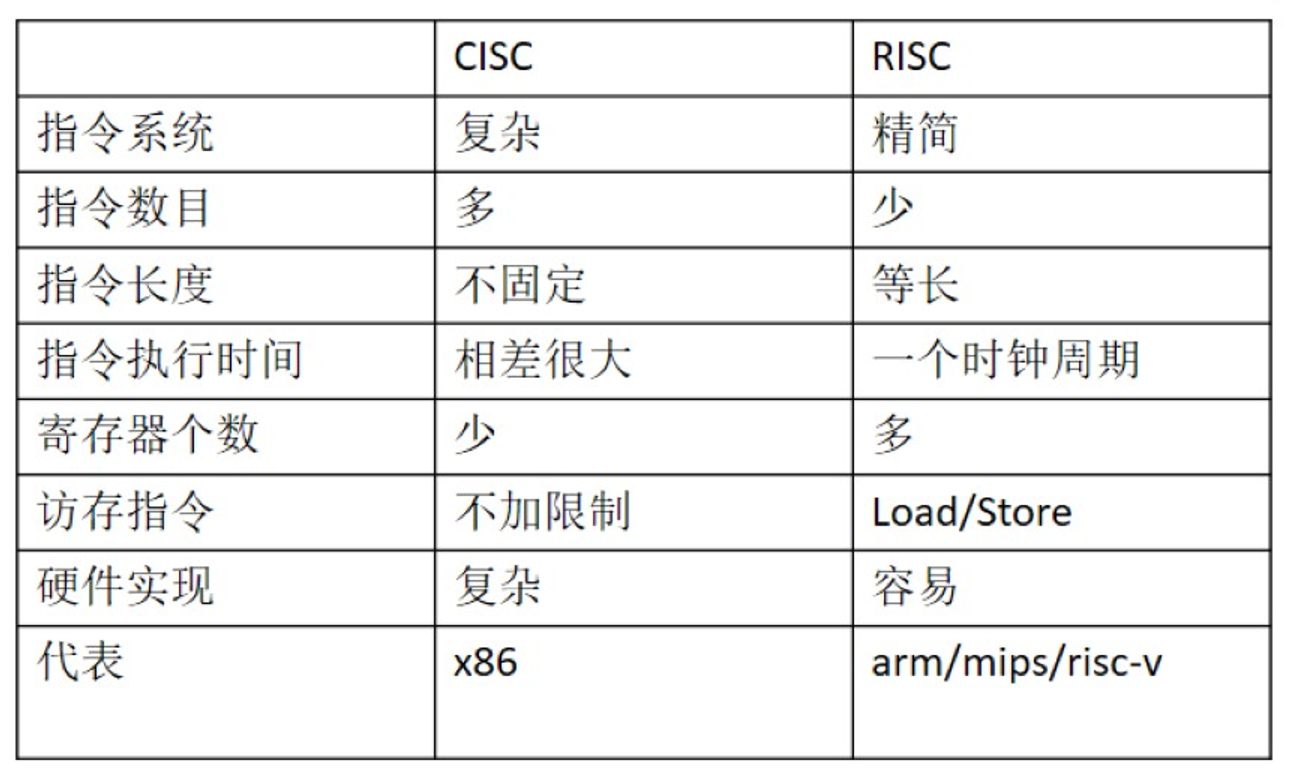 CISC RISC
指令系统 复杂 精简
指令数目 多 少
指令长度 不固定 等长
指令执行时间 相差很大 一个时钟周期
寄存器个数 少 多
访存指令 不加限制 Load/Store
硬件实现 复杂 容易
代表 x86 arm/mips/risc-v